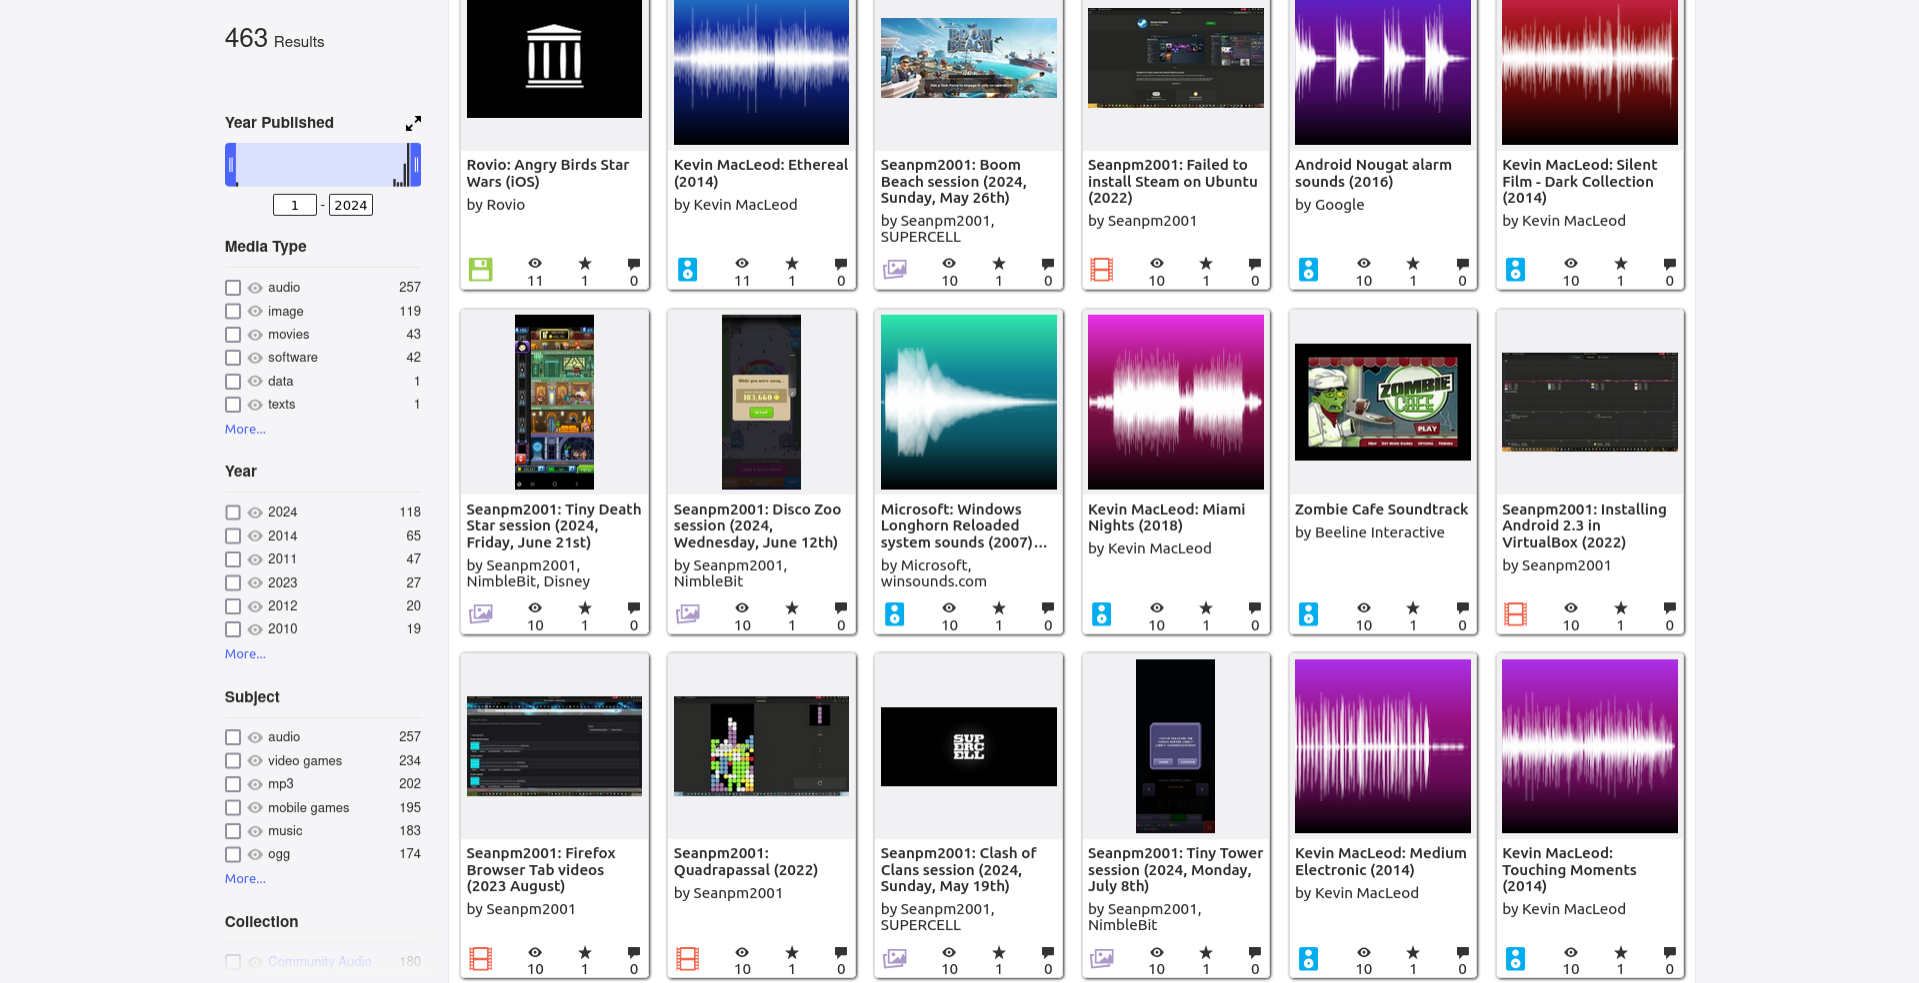 463 Results
Year Published
1 - 2024
Media Type
audio 257
image 119
movies 43
software 42
data 1
texts 1
More...
Year
2024 118
2014 65
2011 47
2023 27
2012 20
2010 19
More...
Subject
audio 257
video games 234
mp3 202
mobile games 195
music 183
ogg 174
More...
Collection
Community Audio 180
Rovio: Angry Birds Star
Wars (iOS)
by Rovio
11 1 0
Kevin MacLeod: Ethereal
(2014)
by Kevin MacLeod
11 1 0
BOOM
BEACH
Seanpm2001: Boom
Beach session (2024,
Sunday, May 26th)
by Seanpm2001,
SUPERCELL
10 1 0
Seanpm2001: Failed to
install Steam on Ubuntu
(2022)
by Seanpm2001
10 1 0
Android Nougat alarm
sounds (2016)
by Google
10 1 0
Kevin MacLeod: Silent
Film - Dark Collection
(2014)
by Kevin MacLeod
10 1 0
Seanpm2001: Tiny Death
Star session (2024,
Friday, June 21st)
by Seanpm2001,
NimbleBit, Disney
10 1 0
While you were away...
183,660
Seanpm2001: Disco Zoo
session (2024,
Wednesday, June 12th)
by Seanpm2001,
NimbleBit
10 1 0
Microsoft: Windows
Longhorn Reloaded
system sounds (2007)...
by Microsoft,
winsounds.com
10 1 0
Kevin MacLeod: Miami
Nights (2018)
by Kevin MacLeod
10 1 0
ZOMBIE
CAFE
PLAY
Zombie Cafe Soundtrack
by Beeline Interactive
10 1 0
Seanpm2001: Installing
Android 2.3 in
VirtualBox (2022)
by Seanpm2001
10 1 0
Seanpm2001: Firefox
Browser Tab videos
(2023 August)
by Seanpm2001
10 1 0
Seanpm2001:
Quadrapassal (2022)
by Seanpm2001
10 1 0
SUP
ERC
ELL
Seanpm2001: Clash of
Clans session (2024,
Sunday, May 19th)
by Seanpm2001,
SUPERCELL
10 1 0
Seanpm2001: Tiny Tower
session (2024, Monday,
July 8th)
by Seanpm2001,
NimbleBit
10 1 0
Kevin MacLeod: Medium
Electronic (2014)
by Kevin MacLeod
10 1 0
Kevin MacLeod:
Touching Moments
(2014)
by Kevin MacLeod
10 1 0